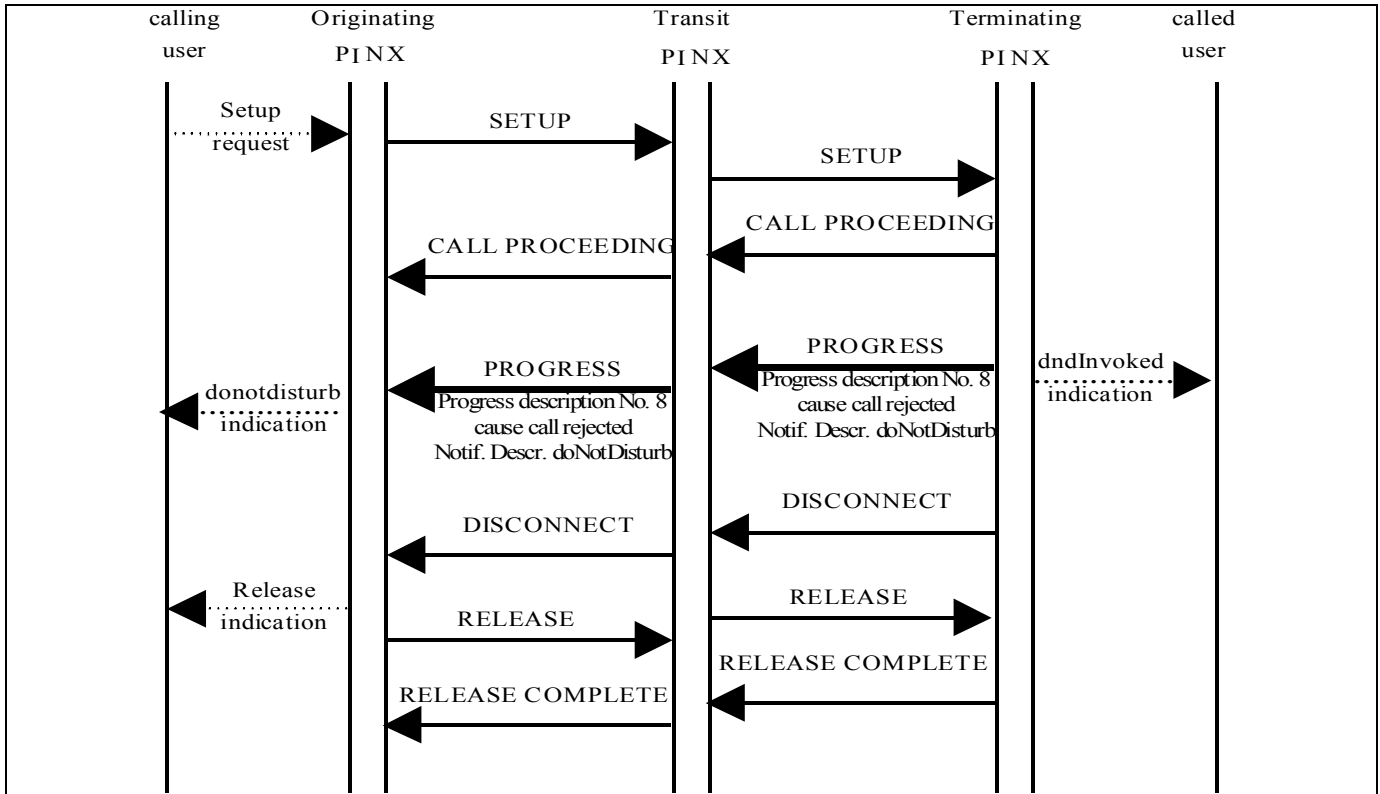 calling Originating Transit Terminating called
user PINX PINX PINX user
Setup
request
SETUP
SETUP
CALL PROCEEDING
CALL PROCEEDING
PROGRESS
Progress description No. 8
cause call rejected
Notif. Descr. doNotDisturb
dndInvoked
indication
PROGRESS
Progress description No. 8
cause call rejected
Notif. Descr. doNotDisturb
donotdisturb
indication
DISCONNECT
DISCONNECT
Release
indication
RELEASE
RELEASE
RELEASE COMPLETE
RELEASE COMPLETE